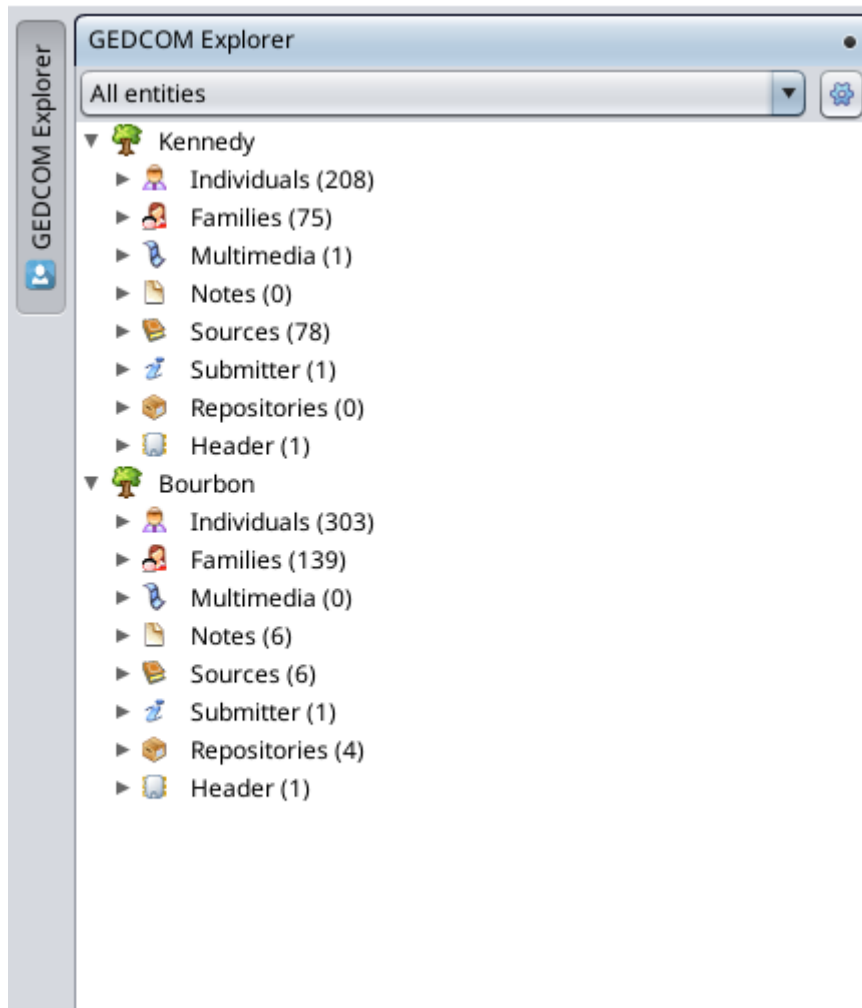 GEDCOM Explorer
GEDCOM Explorer
All entities
Kennedy
Individuals (208)
Families (75)
Multimedia (1)
Notes (0)
Sources (78)
Submitter (1)
Repositories (0)
Header (1)
Bourbon
Individuals (303)
Families (139)
Multimedia (0)
Notes (6)
Sources (6)
Submitter (1)
Repositories (4)
Header (1)